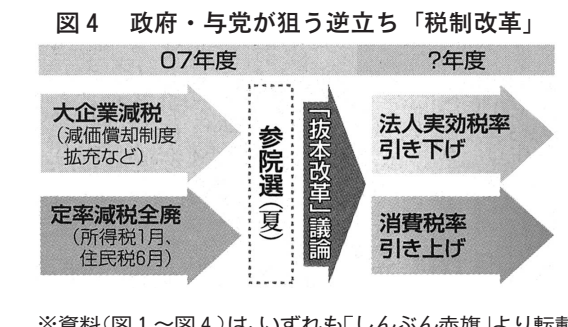 図4 政府・与党が狙う逆立ち「税制改革」
07年度
?年度
大企業減税
(減価償却制度
拡充など)
定率減税全廃
(所得税1月、
住民税6月)
参院選(夏)
「抜本改革」議論
法人実効税率
引き下げ
消費税率
引き上げ
※資料(図1~図4)は、いずれも「しんぶん赤旗」より転載